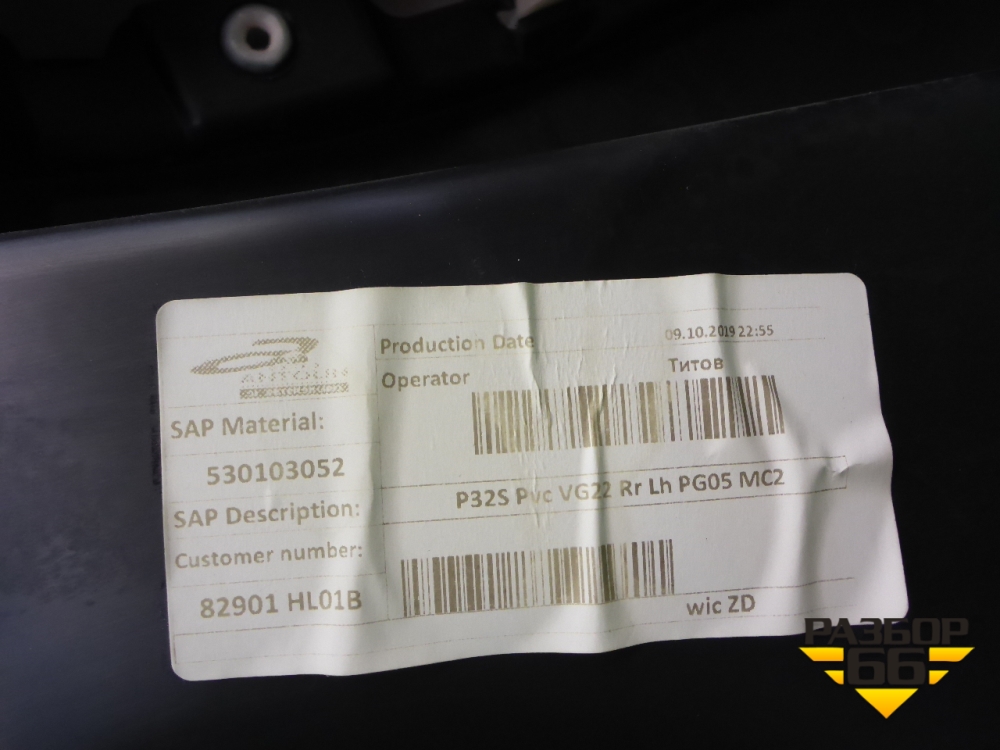 Production Date 09.10.2019 22:55
Operator Титов
SAP Material:
530103052
SAP Description:
P32S Pvc VG22 Rr Lh PG05 MC2
Customer number:
82901 HL01B
wic ZD
РАЗБОР
66